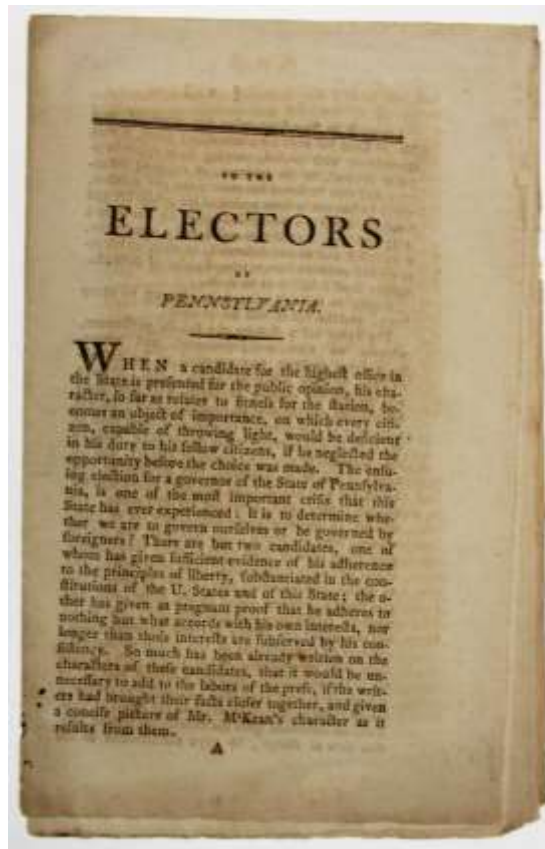 TO THE
ELECTORS
OF
PENNSYLVANIA.
WHEN a candidate for the higheſt office in
the State is preſented for the public opinion, his cha-
racter, ſo far as relates to fitneſs for the ſtation, be-
comes an object of importance, on which every citi-
zen, capable of throwing light, would be deficient
in his duty to his fellow citizens, if he neglected the
opportunity before the choice was made. The enſu-
ing election for a governor of the State of Pennſylva-
nia, is one of the moſt important criſis that this
State has ever experienced. It is to determine whe-
ther we are to govern ourſelves or be governed by
foreigners? There are but two candidates, one of
whom has given ſufficient evidence of his adherence
to the principles of liberty, ſubſtanciated in the con-
ſtitutions of the U. States and of this State; the o-
ther has given as pregnant proof that he adheres to
nothing but what accords with his own intereſts, nor
longer than thoſe intereſts are ſubſerved by his con-
ſiſtency. So much has been already written on the
characters of theſe candidates, that it would be un-
neceſſary to add to the labors of the preſs, if the writ-
ers had brought their facts cloſer together, and given
a conciſe picture of Mr. M'Kean's character as it
reſults from them.
A